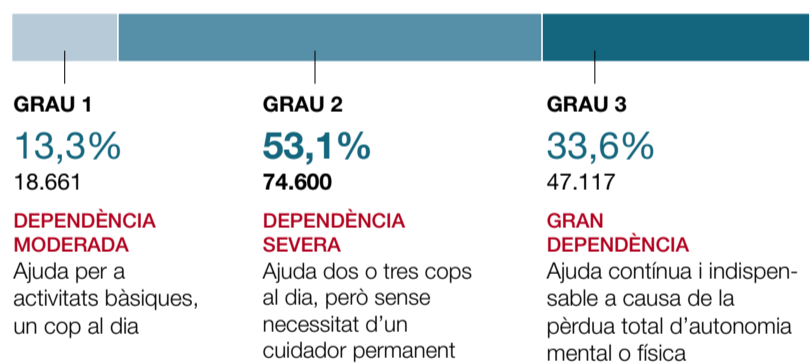 GRAU 1
13,3%
18.661
DEPENDÈNCIA
MODERADA
Ajuda per a
activitats bàsiques,
un cop al dia
GRAU 2
53,1%
74.600
DEPENDÈNCIA
SEVERA
Ajuda dos o tres cops
al dia, però sense
necessitat d’un
cuidador permanent
GRAU 3
33,6%
47.117
GRAN
DEPENDÈNCIA
Ajuda contínua i indispen-
sable a causa de la
pèrdua total d’autonomia
mental o física